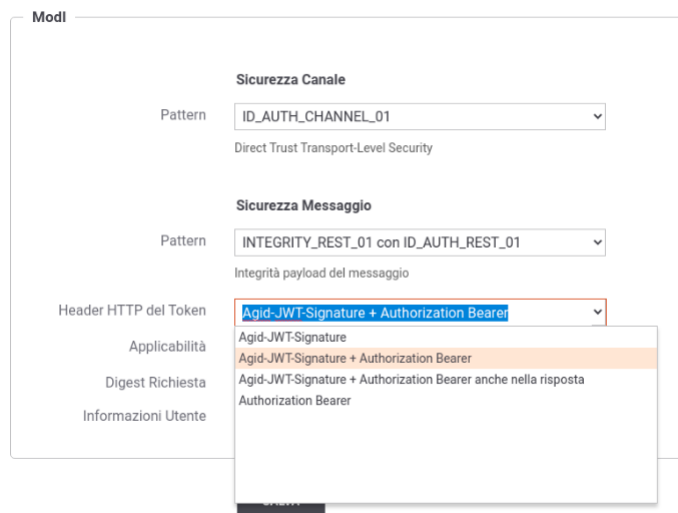 ModI
Sicurezza Canale
Pattern
ID_AUTH_CHANNEL_01
Direct Trust Transport-Level Security
Sicurezza Messaggio
Pattern
INTEGRITY_REST_01 con ID_AUTH_REST_01
Integrità payload del messaggio
Header HTTP del Token
Agid-JWT-Signature + Authorization Bearer
Agid-JWT-Signature
Applicabilità
Agid-JWT-Signature + Authorization Bearer
Digest Richiesta
Agid-JWT-Signature + Authorization Bearer anche nella risposta
Authorization Bearer
Informazioni Utente